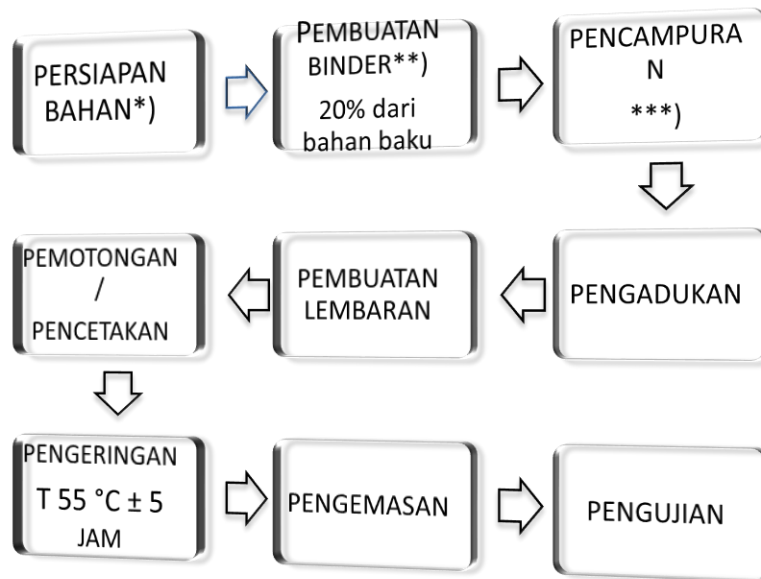 PERSIAPAN
BAHAN*)
PEMBUATAN
BINDER**)
20% dari
bahan baku
PENCAMPURA
N
***)
PENGADUKAN
PEMBUATAN
LEMBARAN
PEMOTONGAN
/
PENCETAKAN
PENGERINGAN
T 55 °C ± 5
JAM
PENGEMASAN
PENGUJIAN